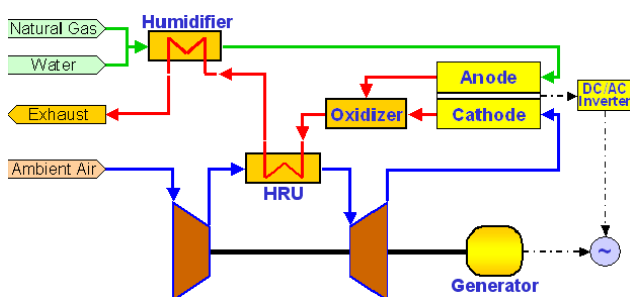 Natural Gas
Humidifier
Water
Anode
DC/AC
Inverter
Exhaust
Oxidizer
Cathode
Ambient Air
HRU
~
Generator